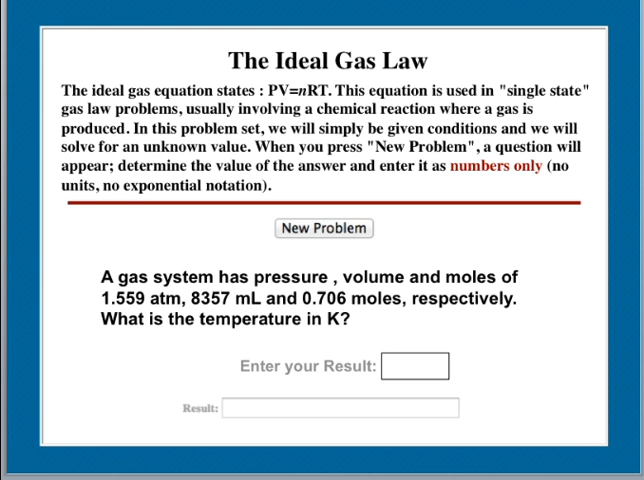 The Ideal Gas Law
The ideal gas equation states : PV=nRT. This equation is used in "single state"
gas law problems, usually involving a chemical reaction where a gas is
produced. In this problem set, we will simply be given conditions and we will
solve for an unknown value. When you press "New Problem", a question will
appear; determine the value of the answer and enter it as numbers only (no
units, no exponential notation).
New Problem
A gas system has pressure , volume and moles of
1.559 atm, 8357 mL and 0.706 moles, respectively.
What is the temperature in K?
Enter your Result:
Result: